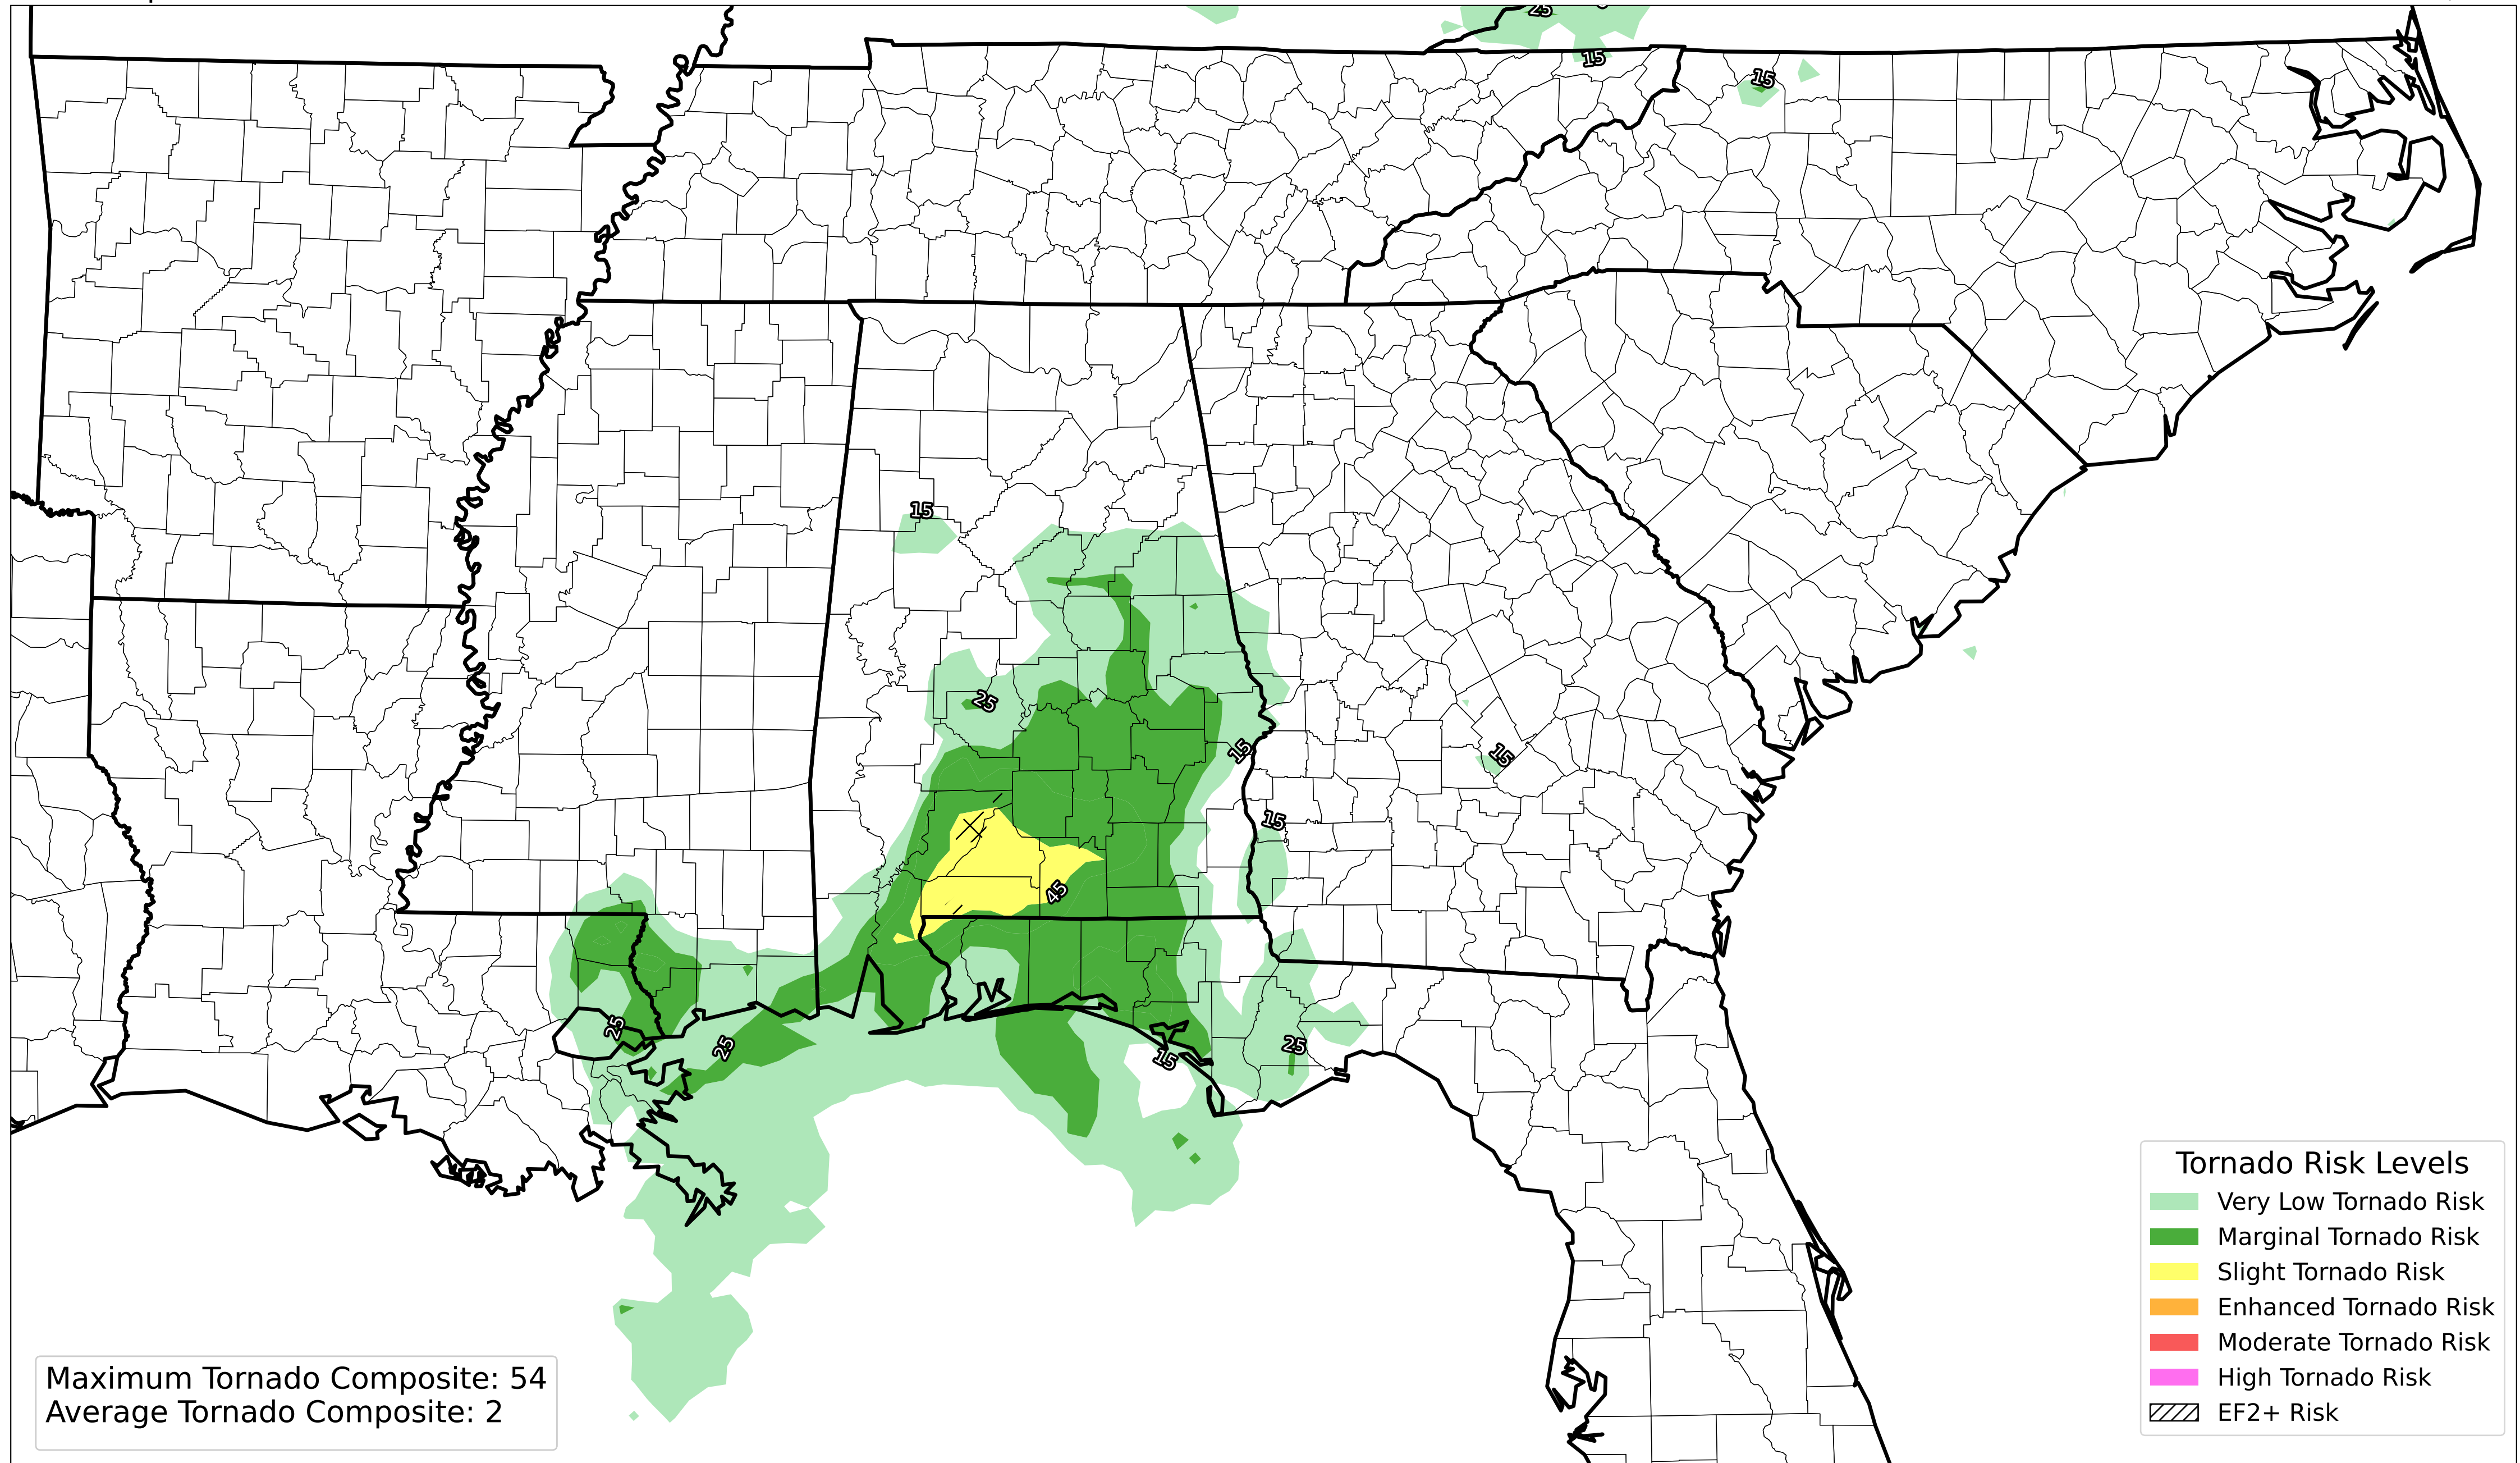 25
15
15
15
25
15
15
15
45
25
25
25
15
Tornado Risk Levels
Very Low Tornado Risk
Marginal Tornado Risk
Slight Tornado Risk
Enhanced Tornado Risk
Moderate Tornado Risk
High Tornado Risk
EF2+ Risk
Maximum Tornado Composite: 54
Average Tornado Composite: 2